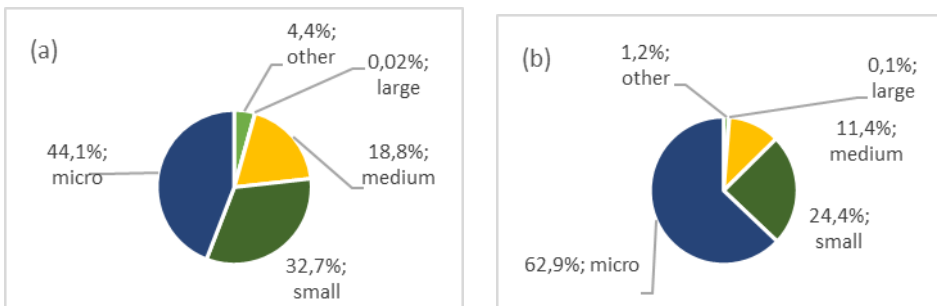 (a)
4,4%;
other
0,02%;
large
18,8%;
medium
32,7%;
small
44,1%;
micro
(b)
1,2%;
other
0,1%;
large
11,4%;
medium
24,4%;
small
62,9%; micro